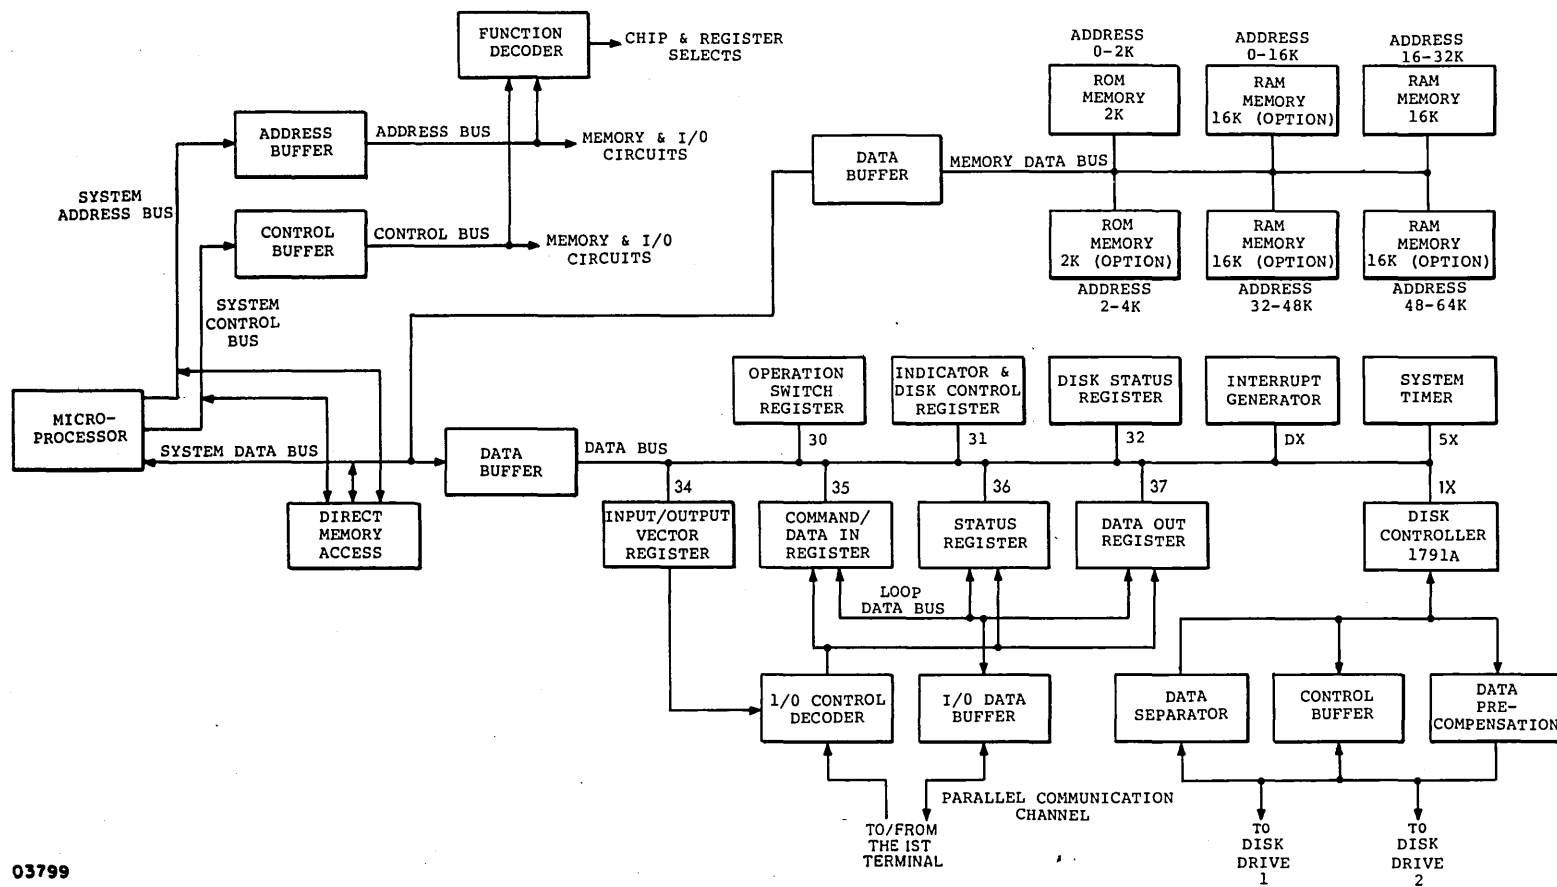 FUNCTION
DECODER
CHIP & REGISTER
SELECTS
ADDRESS
BUFFER
ADDRESS BUS
MEMORY & I/O
CIRCUITS
SYSTEM
ADDRESS BUS
CONTROL
BUFFER
CONTROL BUS
MEMORY & I/O
CIRCUITS
SYSTEM
CONTROL
BUS
ADDRESS
0-2K
ROM
MEMORY
2K
ADDRESS
0-16K
RAM
MEMORY
16K (OPTION)
ADDRESS
16-32K
RAM
MEMORY
16K
DATA
BUFFER
MEMORY DATA BUS
ROM
MEMORY
2K (OPTION)
ADDRESS
2-4K
RAM
MEMORY
16K (OPTION)
ADDRESS
32-48K
RAM
MEMORY
16K (OPTION)
ADDRESS
48-64K
MICRO-
PROCESSOR
SYSTEM DATA BUS
DIRECT
MEMORY
ACCESS
DATA
BUFFER
DATA BUS
OPERATION
SWITCH
REGISTER
30
INDICATOR &
DISK CONTROL
REGISTER
31
DISK STATUS
REGISTER
32
INTERRUPT
GENERATOR
DX
SYSTEM
TIMER
5X
34
INPUT/OUTPUT
VECTOR
REGISTER
35
COMMAND/
DATA IN
REGISTER
36
STATUS
REGISTER
37
DATA OUT
REGISTER
1X
DISK
CONTROLLER
1791A
LOOP
DATA BUS
I/O CONTROL
DECODER
I/O DATA
BUFFER
DATA
SEPARATOR
CONTROL
BUFFER
DATA
PRE-
COMPENSATION
PARALLEL COMMUNICATION
CHANNEL
TO/FROM
THE 1ST
TERMINAL
TO
DISK
DRIVE
1
TO
DISK
DRIVE
2
03799